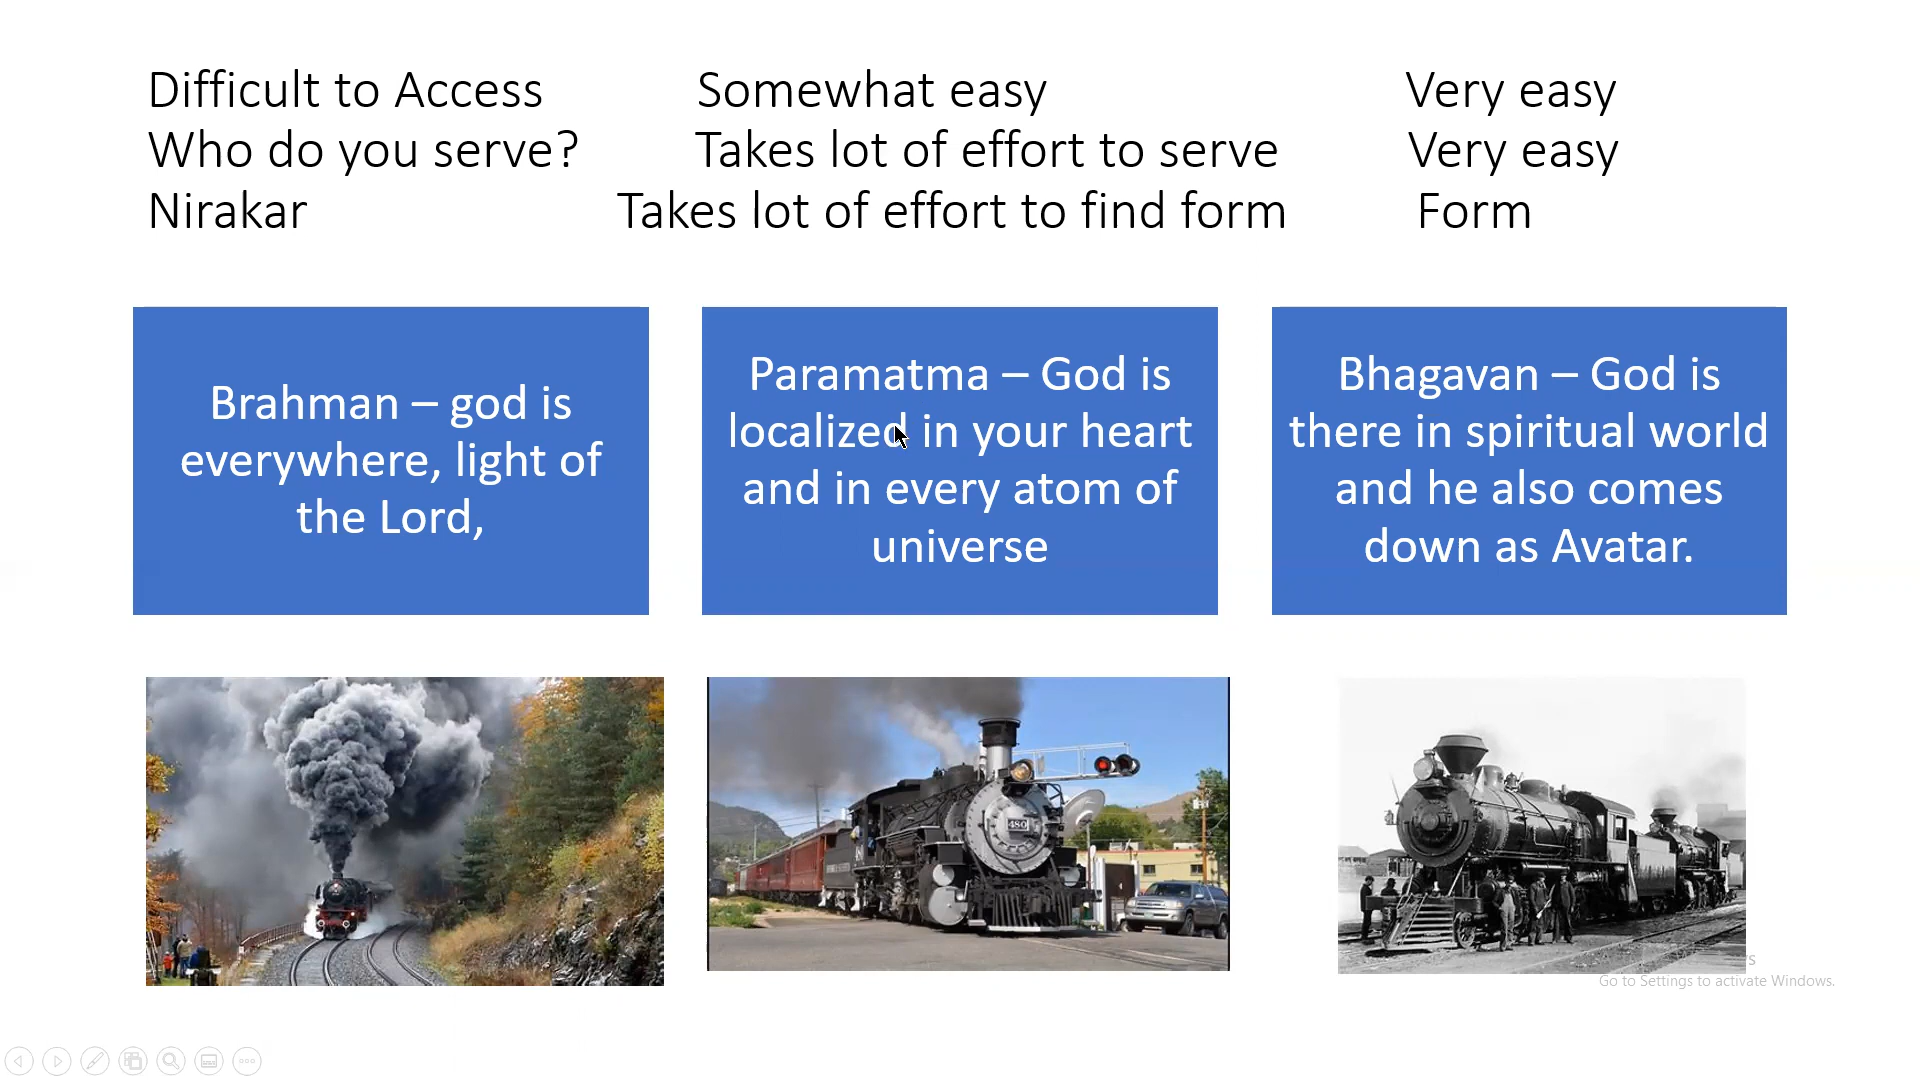 Difficult to Access Somewhat easy Very easy
Who do you serve? Takes lot of effort to serve Very easy
Nirakar Takes lot of effort to find form Form
Brahman – god is
everywhere, light of
the Lord,
Paramatma – God is
localized in your heart
and in every atom of
universe
Bhagavan – God is
there in spiritual world
and he also comes
down as Avatar.
480
Go to Settings to activate Windows.